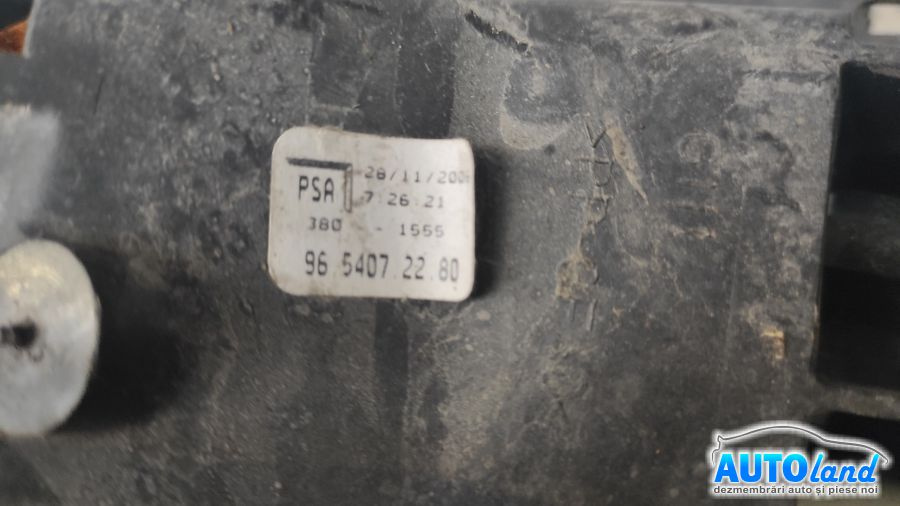 28/11/200
PSA 7:26:21
380 - 1555
96.5407.22.80
AUTOland
dezmembrări auto și piese noi